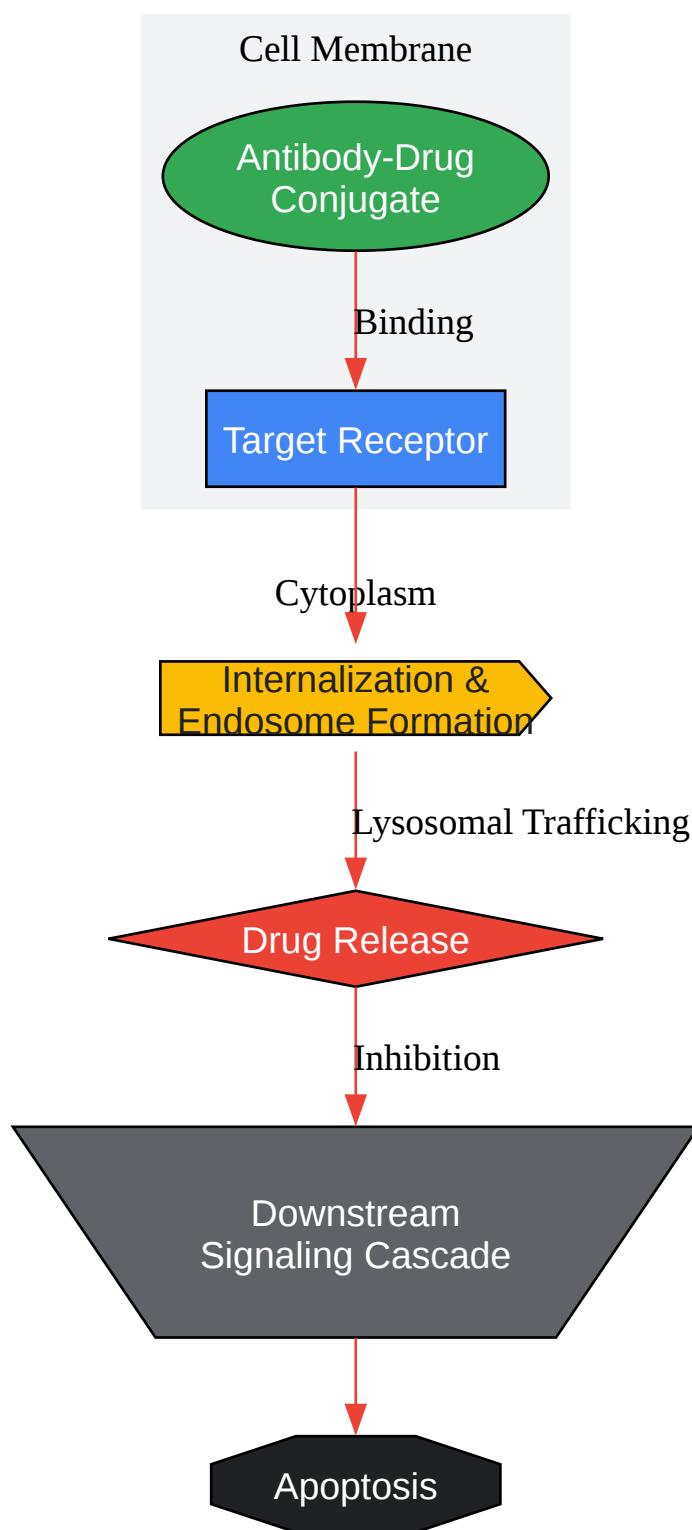 Cell Membrane
Antibody-Drug
Conjugate
Binding
Target Receptor
Cytoplasm
Internalization &
Endosome Formation
Lysosomal Trafficking
Drug Release
Inhibition
Downstream
Signaling Cascade
Apoptosis